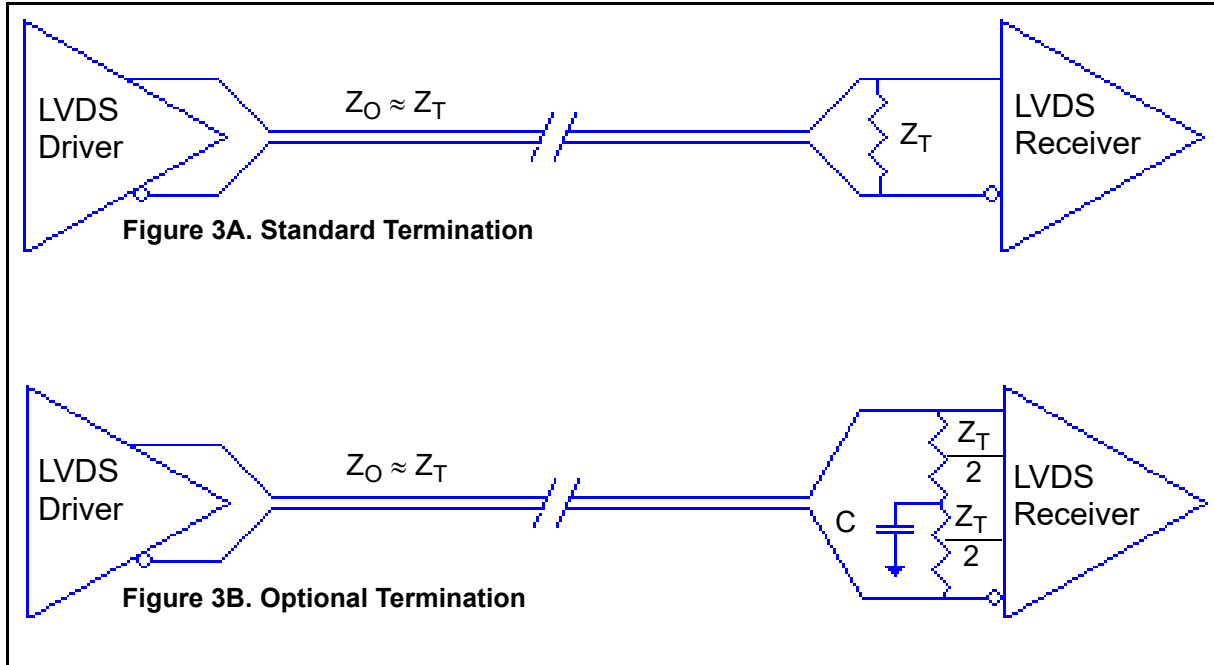 LVDS
Driver
Z_O ≈ Z_T
Z_T
LVDS
Receiver
Figure 3A. Standard Termination
LVDS
Driver
Z_O ≈ Z_T
C
Z_T
2
Z_T
2
LVDS
Receiver
Figure 3B. Optional Termination